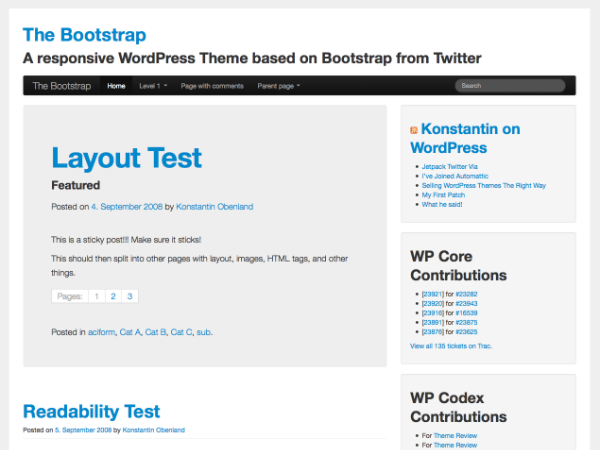 The Bootstrap
A responsive WordPress Theme based on Bootstrap from Twitter
The Bootstrap Home Level 1 Page with comments Parent page Search
Layout Test
Featured
Posted on 4. September 2008 by Konstantin Obenland
This is a sticky post!!! Make sure it sticks!
This should then split into other pages with layout, images, HTML tags, and other
things.
Pages: 1 2 3
Posted in aciform, Cat A, Cat B, Cat C, sub.
Readability Test
Posted on 5. September 2008 by Konstantin Obenland
Konstantin on
WordPress
Jetpack Twitter Via
I've Joined Automattic
Selling WordPress Themes The Right Way
My First Patch
What he said!
WP Core
Contributions
[23921] for #23282
[23920] for #23943
[23916] for #16539
[23891] for #23875
[23676] for #23625
View all 135 tickets on Trac.
WP Codex
Contributions
For Theme Review
For Theme Review